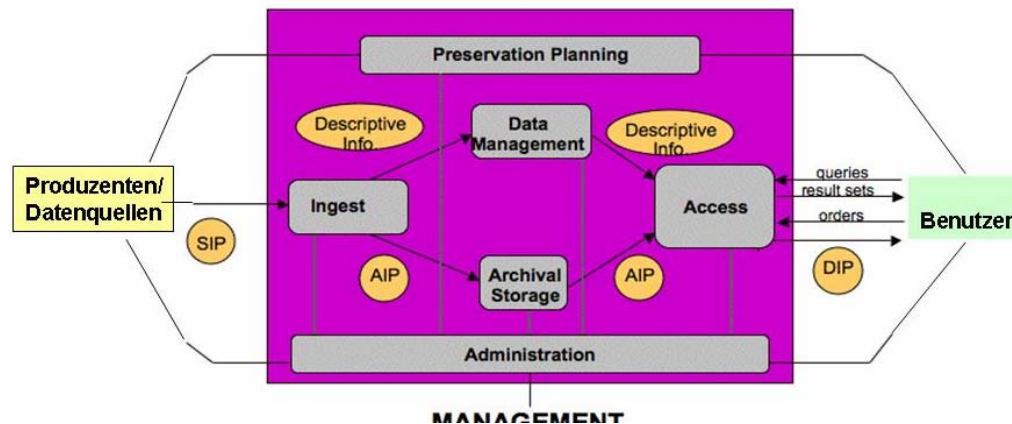 Preservation Planning
Descriptive
Info.
Data
Management
Descriptive
Info.
Produzenten/
Datenquellen
Ingest
Access
queries
result sets
orders
Benutzer
SIP
AIP
Archival
Storage
AIP
DIP
Administration
MANAGEMENT